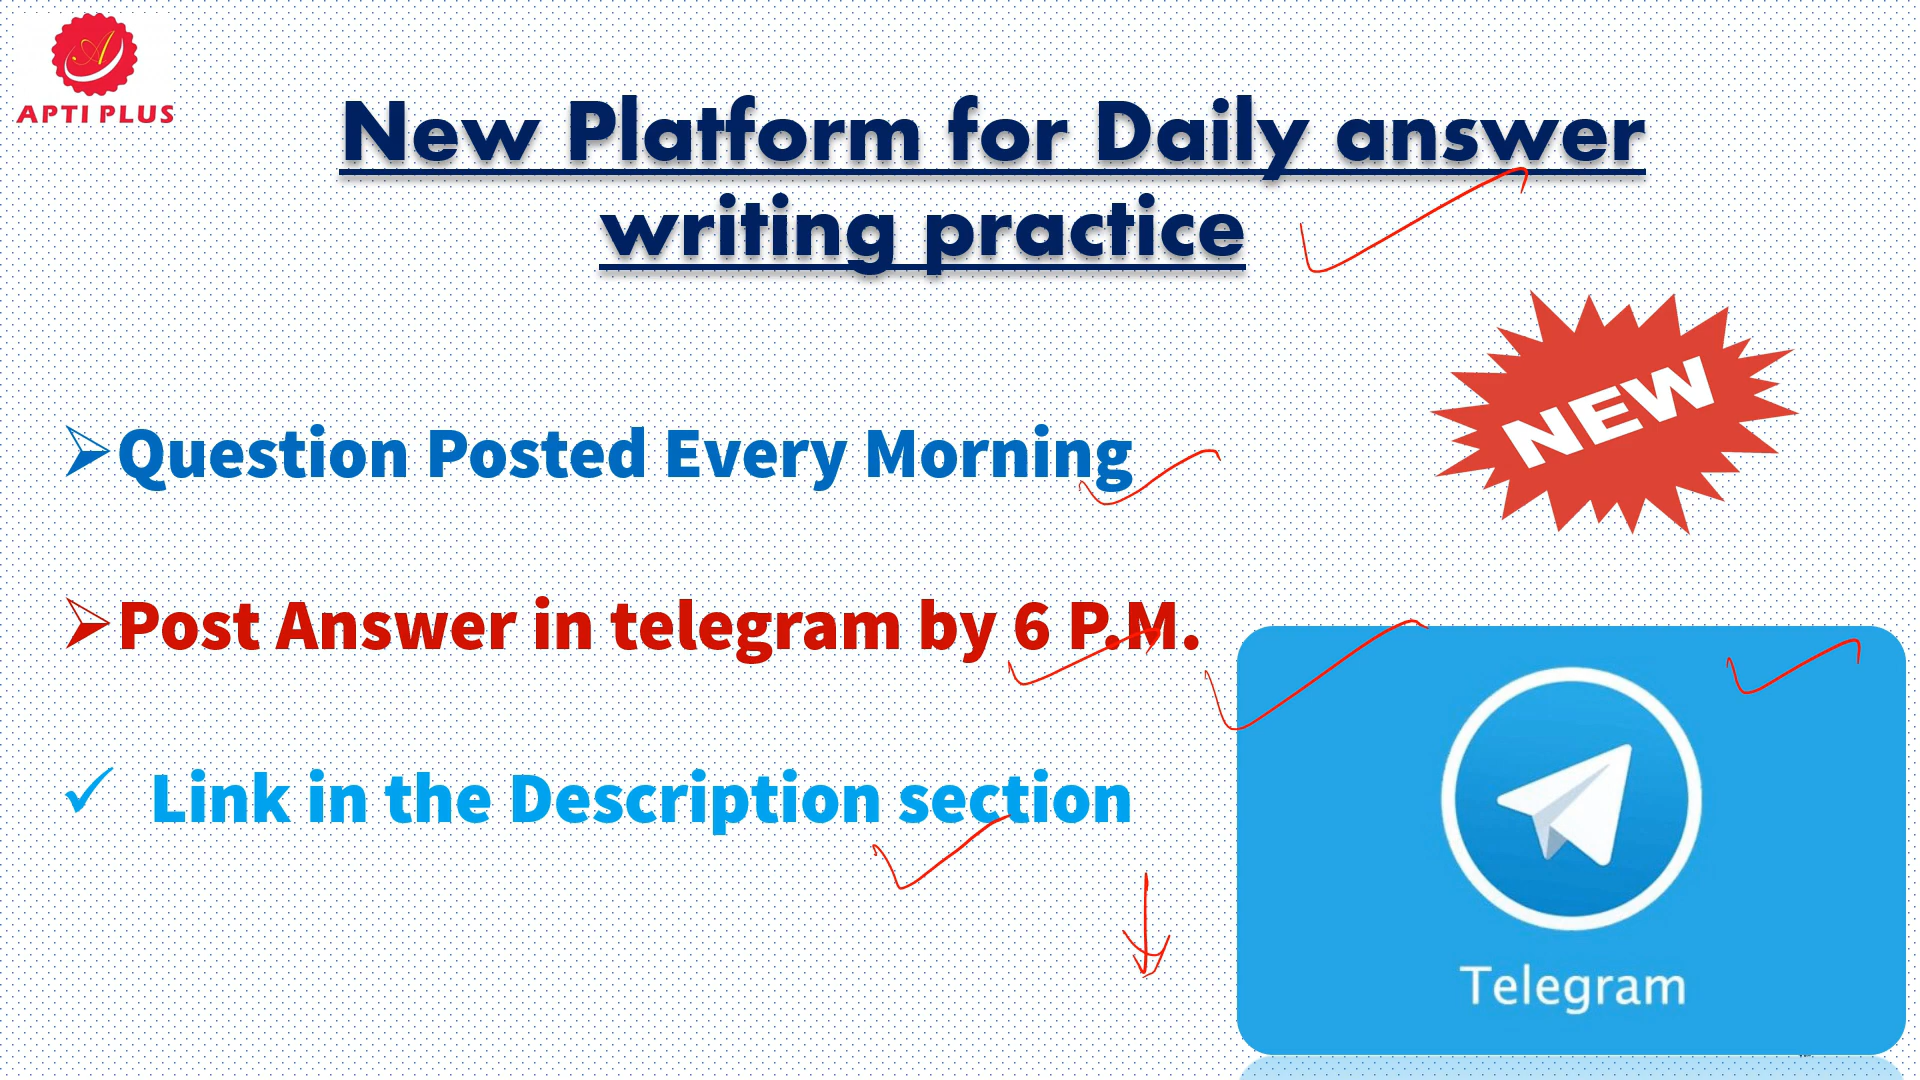 APTI PLUS
New Platform for Daily answer
writing practice
NEW
Question Posted Every Morning
Post Answer in telegram by 6 P.M.
Link in the Description section
Telegram